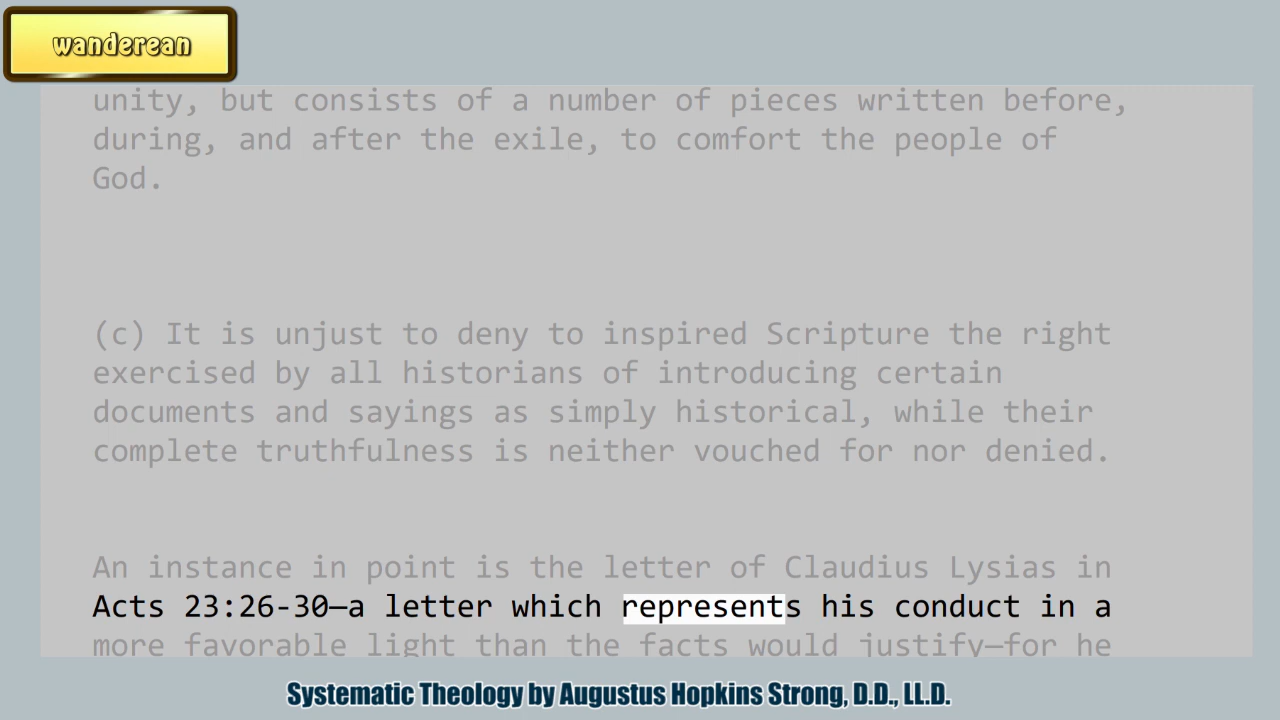 wanderean
unity, but consists of a number of pieces written before,
during, and after the exile, to comfort the people of
God.
(c) It is unjust to deny to inspired Scripture the right
exercised by all historians of introducing certain
documents and sayings as simply historical, while their
complete truthfulness is neither vouched for nor denied.
An instance in point is the letter of Claudius Lysias in
Acts 23:26-30—a letter which represents his conduct in a
more favorable light than the facts would justify—for he
Systematic Theology by Augustus Hopkins Strong, D.D., LL.D.